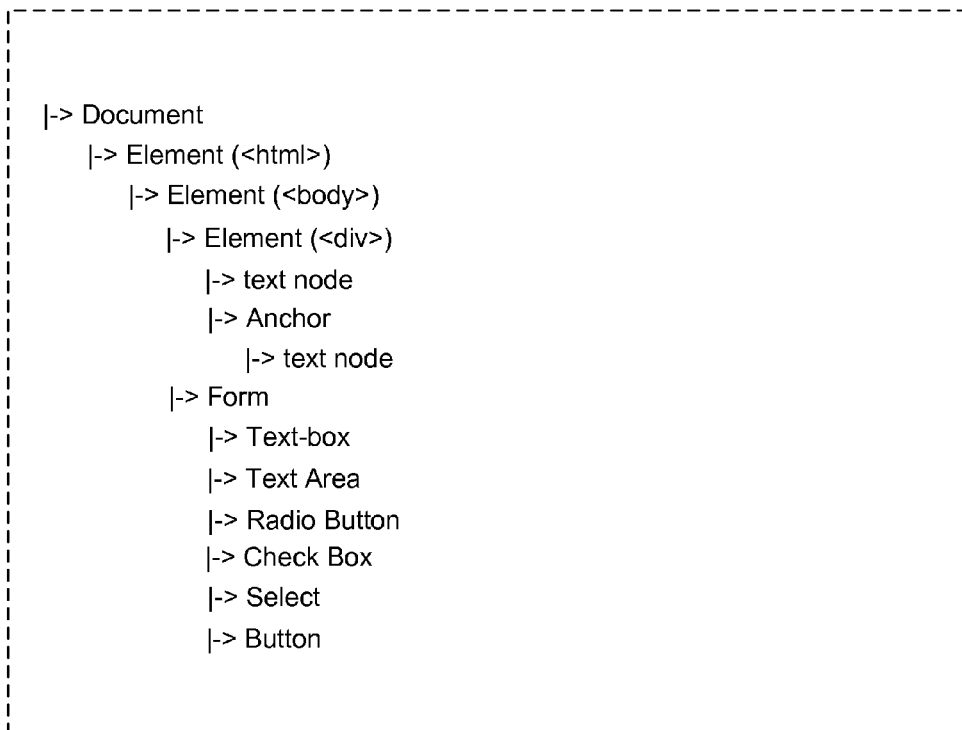 |-> Document
|-> Element (<html>)
|-> Element (<body>)
|-> Element (<div>)
|-> text node
|-> Anchor
|-> text node
|-> Form
|-> Text-box
|-> Text Area
|-> Radio Button
|-> Check Box
|-> Select
|-> Button